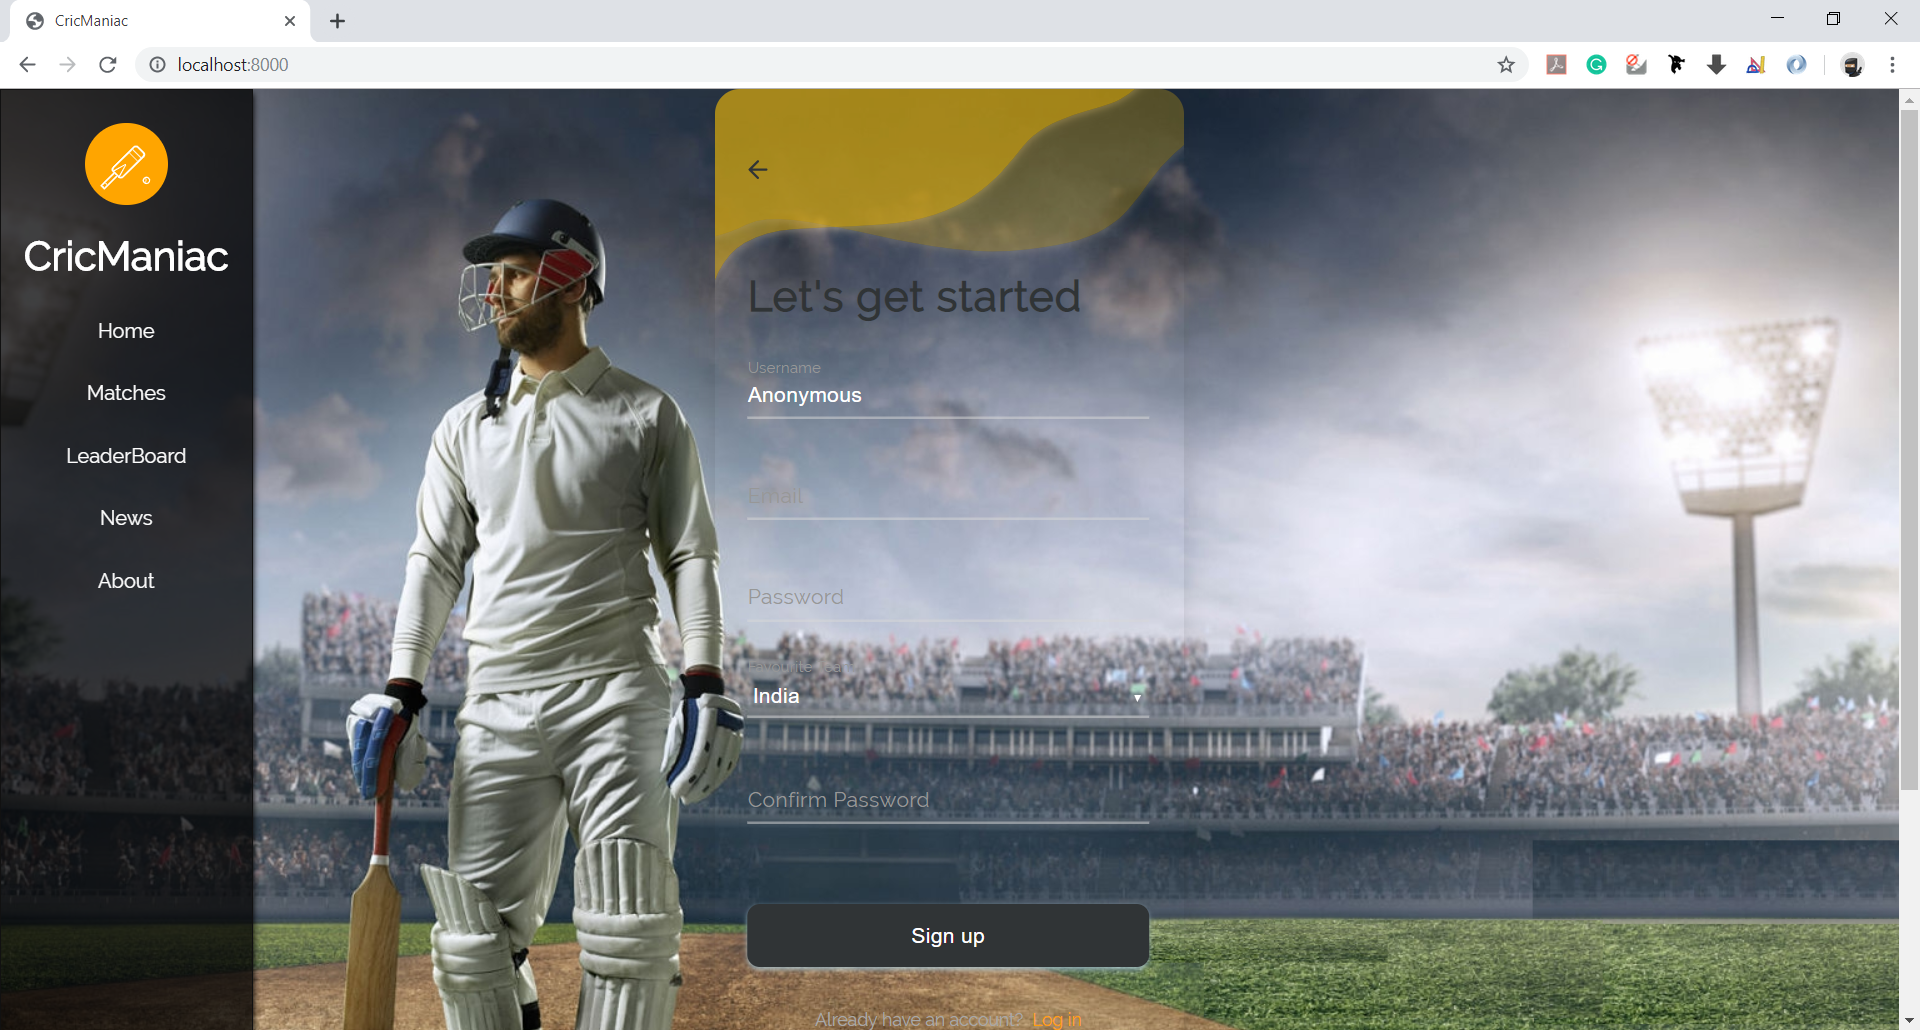 CricManiac
localhost:8000
CricManiac
Home
Matches
LeaderBoard
News
About
Let's get started
Username
Anonymous
Email
Password
Favourite Team
India
Confirm Password
Sign up
Already have an account? Log in